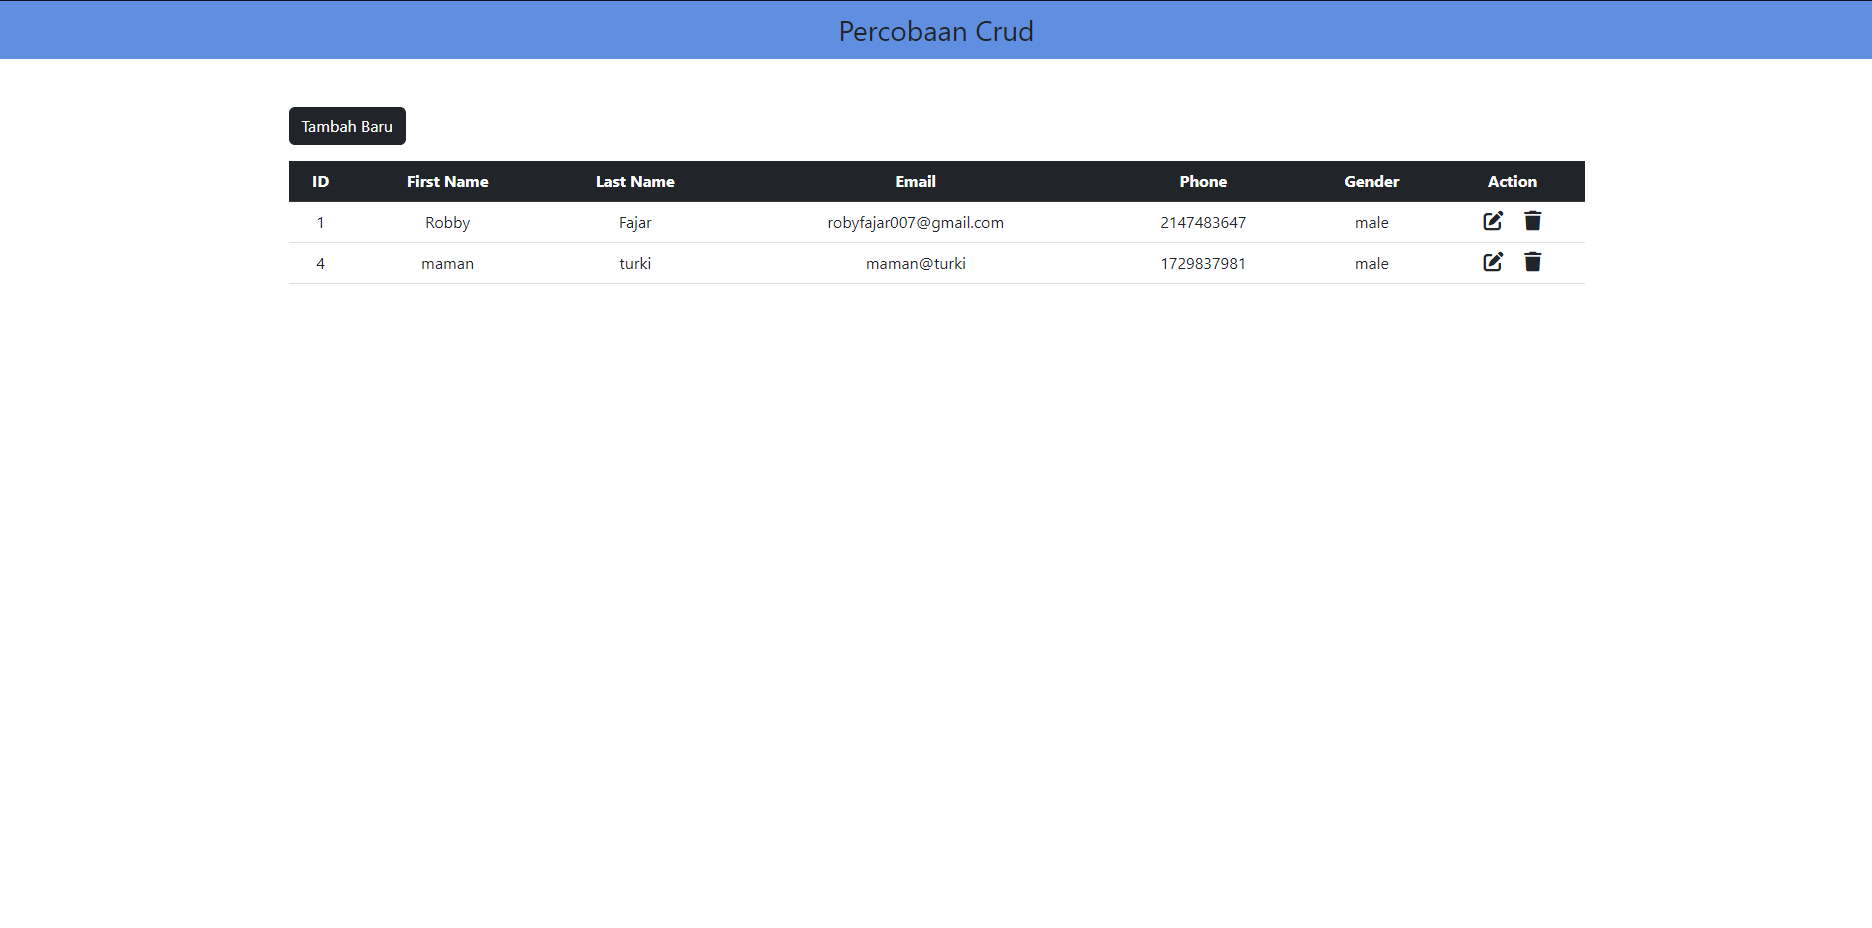 Percobaan Crud
Tambah Baru
ID First Name Last Name Email Phone Gender Action
1 Robby Fajar robyfajar007@gmail.com 2147483647 male
4 maman turki maman@turki 1729837981 male